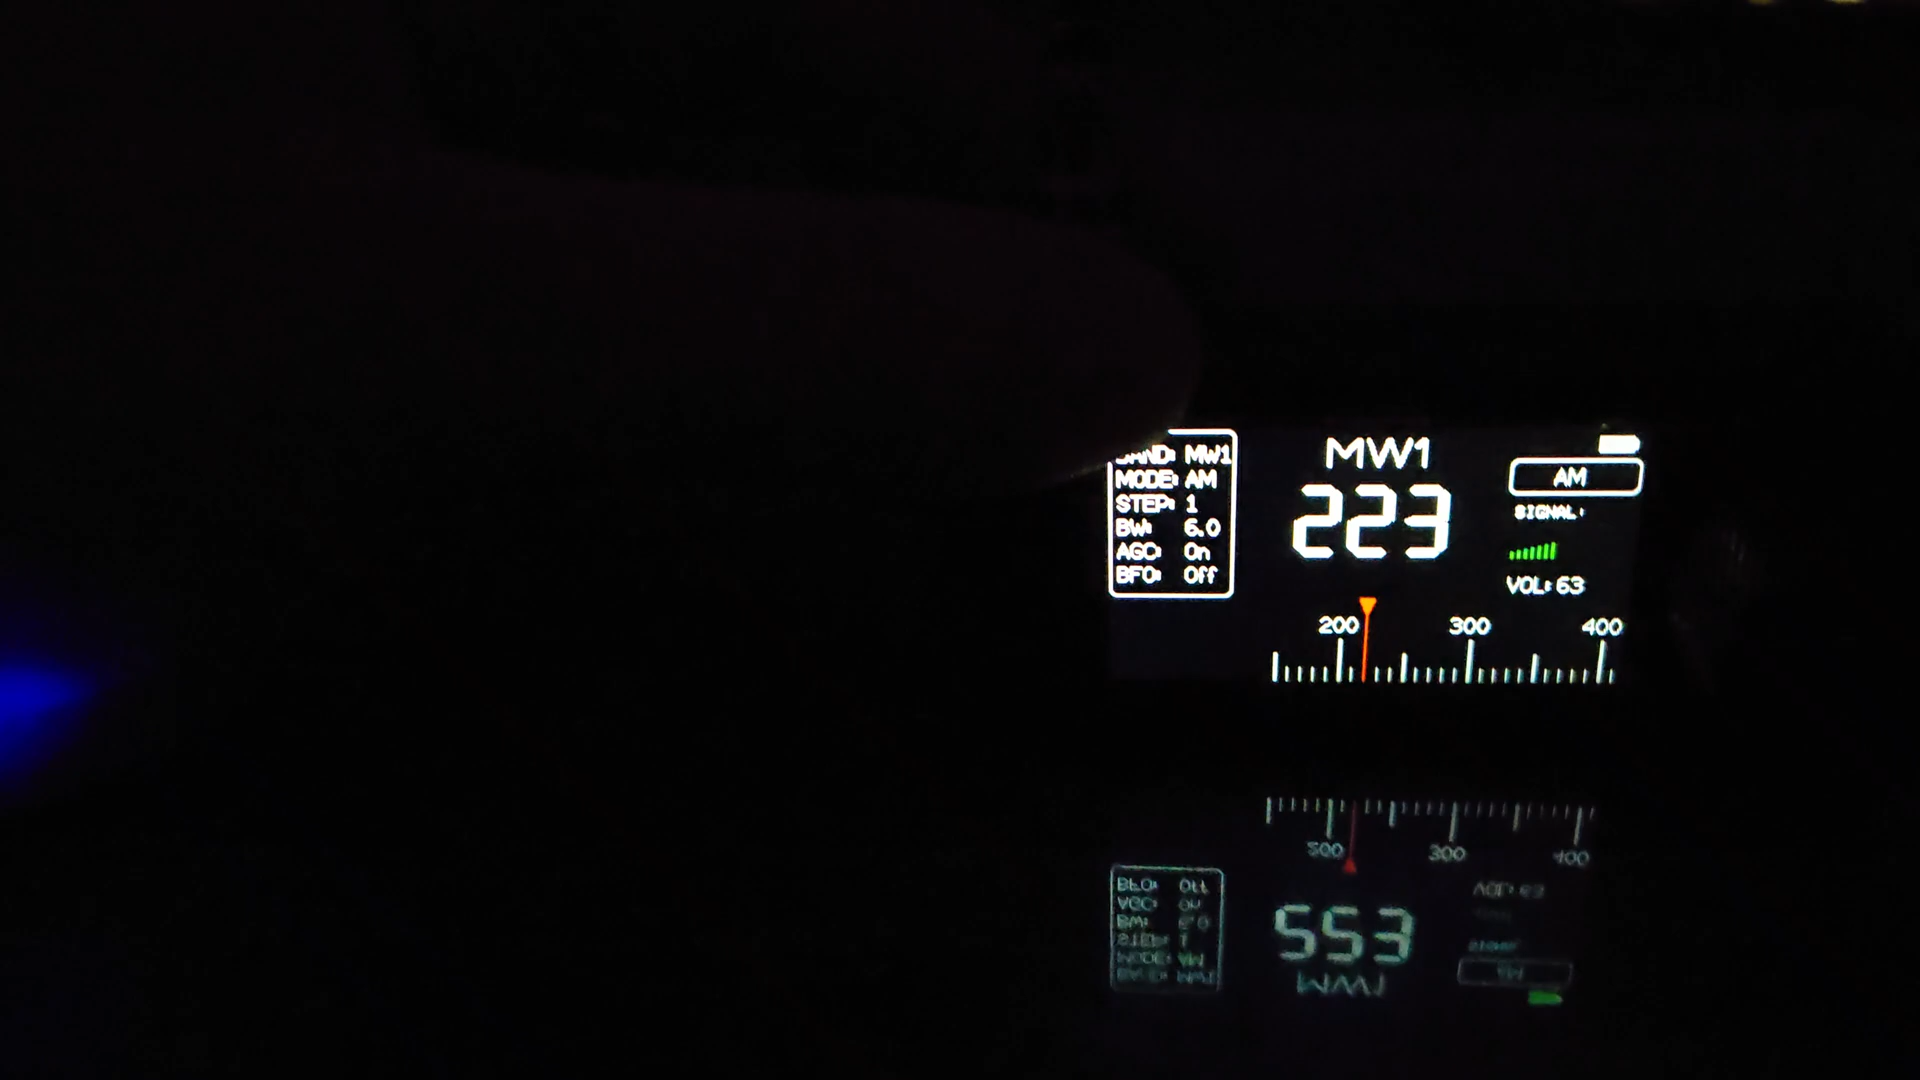 BAND: MW1
MODE: AM
STEP: 1
BW: 6.0
AGC: On
BFO: Off
MW1
223
AM
SIGNAL:
VOL: 63
200 300 400